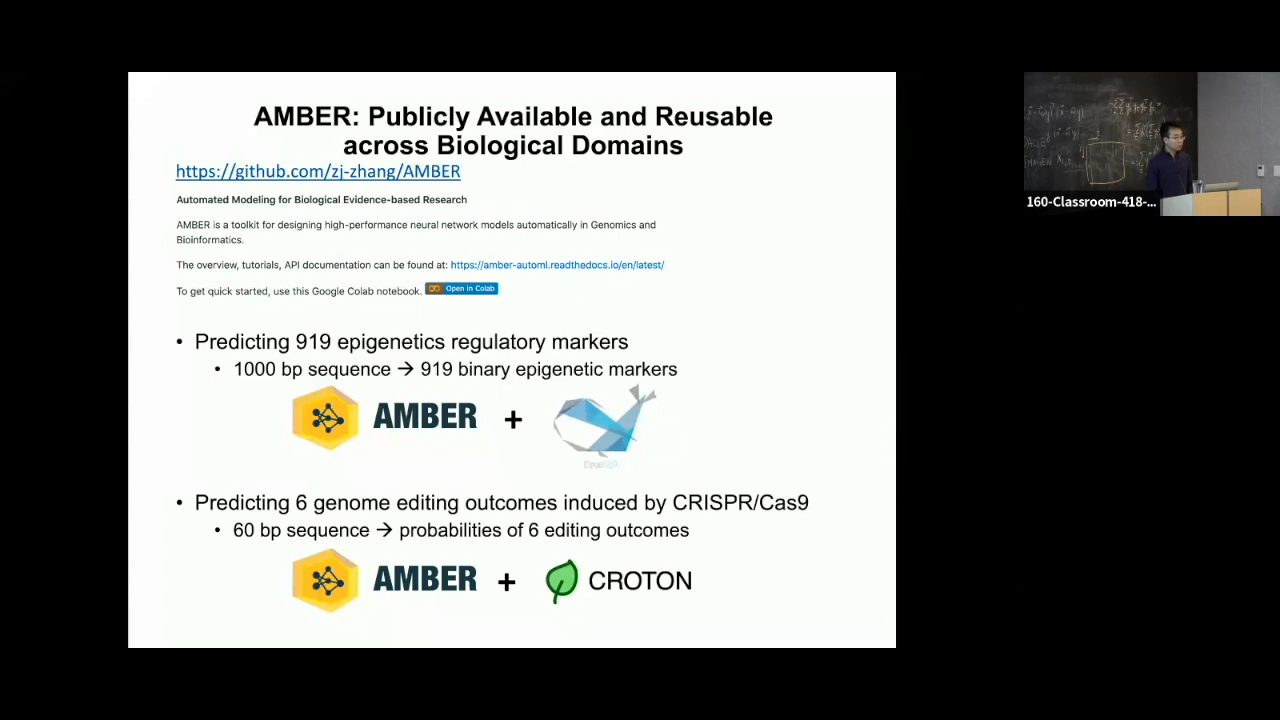 AMBER: Publicly Available and Reusable
across Biological Domains
https://github.com/zj-zhang/AMBER
Automated Modeling for Biological Evidence-based Research
AMBER is a toolkit for designing high-performance neural network models automatically in Genomics and
Bioinformatics.
The overview, tutorials, API documentation can be found at: https://amber-automl.readthedocs.io/en/latest/
To get quick started, use this Google Colab notebook. Open in Colab
• Predicting 919 epigenetics regulatory markers
• 1000 bp sequence → 919 binary epigenetic markers
AMBER +
• Predicting 6 genome editing outcomes induced by CRISPR/Cas9
• 60 bp sequence → probabilities of 6 editing outcomes
AMBER + CROTON
160-Classroom-418-...